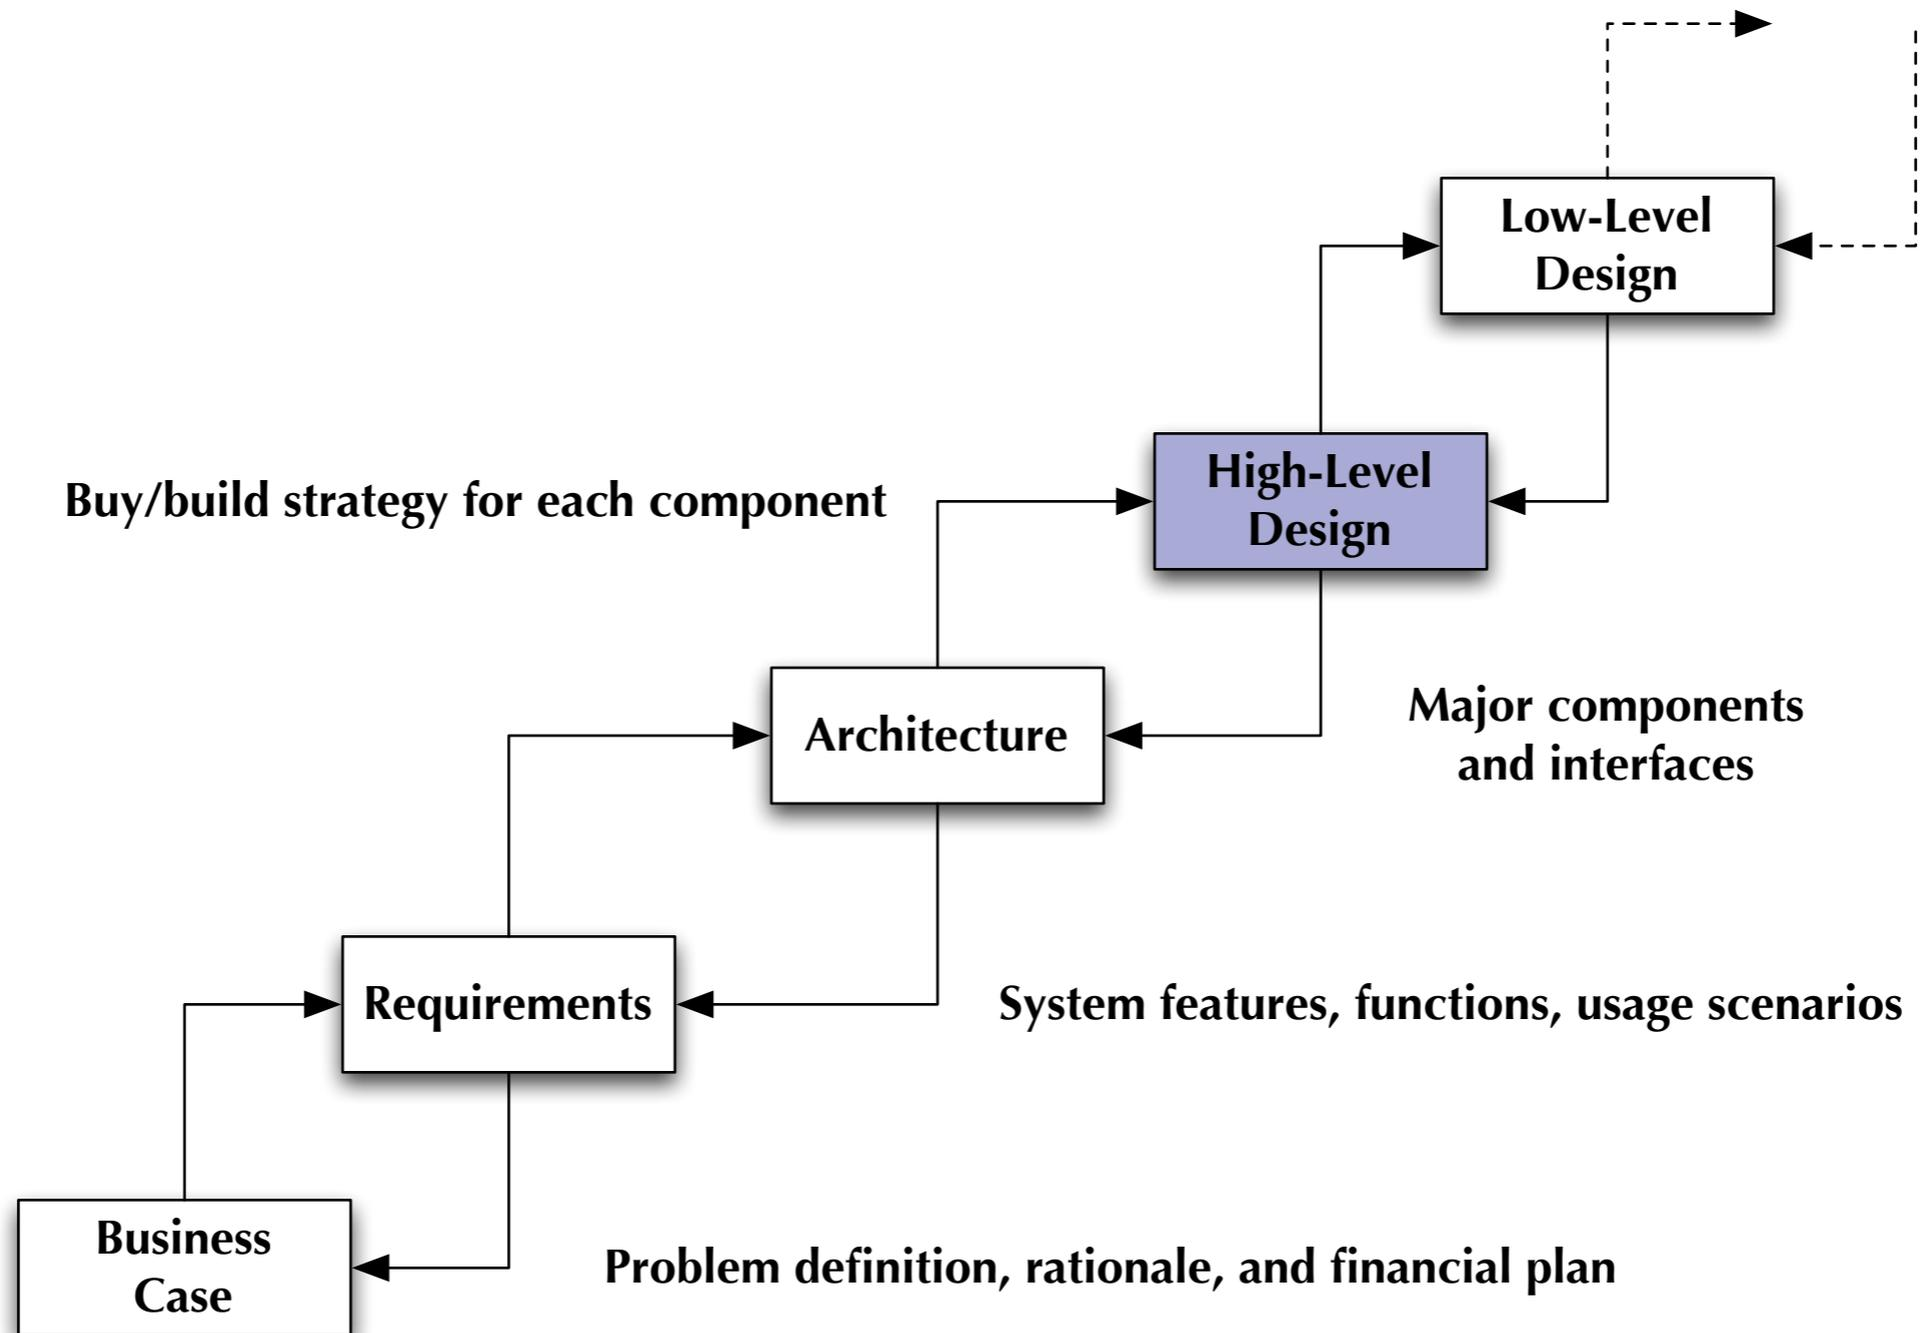 Low-Level
Design
High-Level
Design
Buy/build strategy for each component
Architecture
Major components
and interfaces
Requirements
System features, functions, usage scenarios
Business
Case
Problem definition, rationale, and financial plan